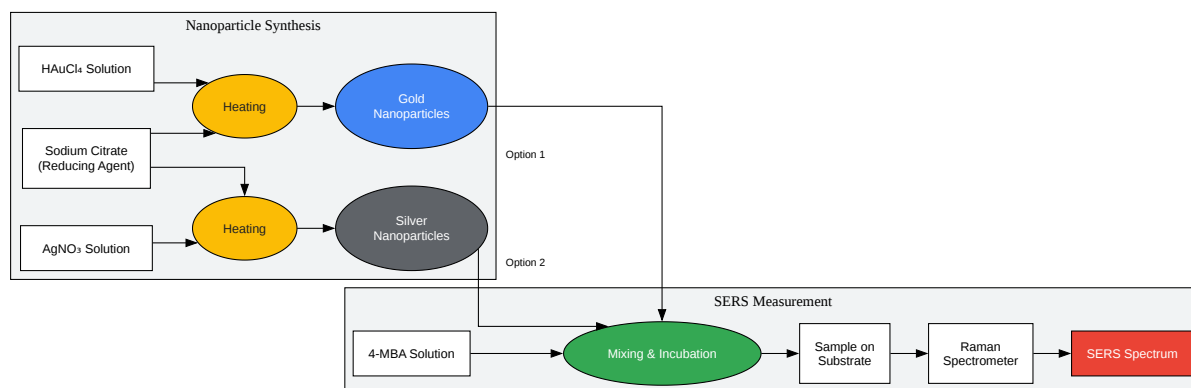 Nanoparticle Synthesis
HAuCl₄ Solution
Heating
Gold
Nanoparticles
Sodium Citrate
(Reducing Agent)
Option 1
AgNO₃ Solution
Heating
Silver
Nanoparticles
Option 2
SERS Measurement
4-MBA Solution
Mixing & Incubation
Sample on
Substrate
Raman
Spectrometer
SERS Spectrum